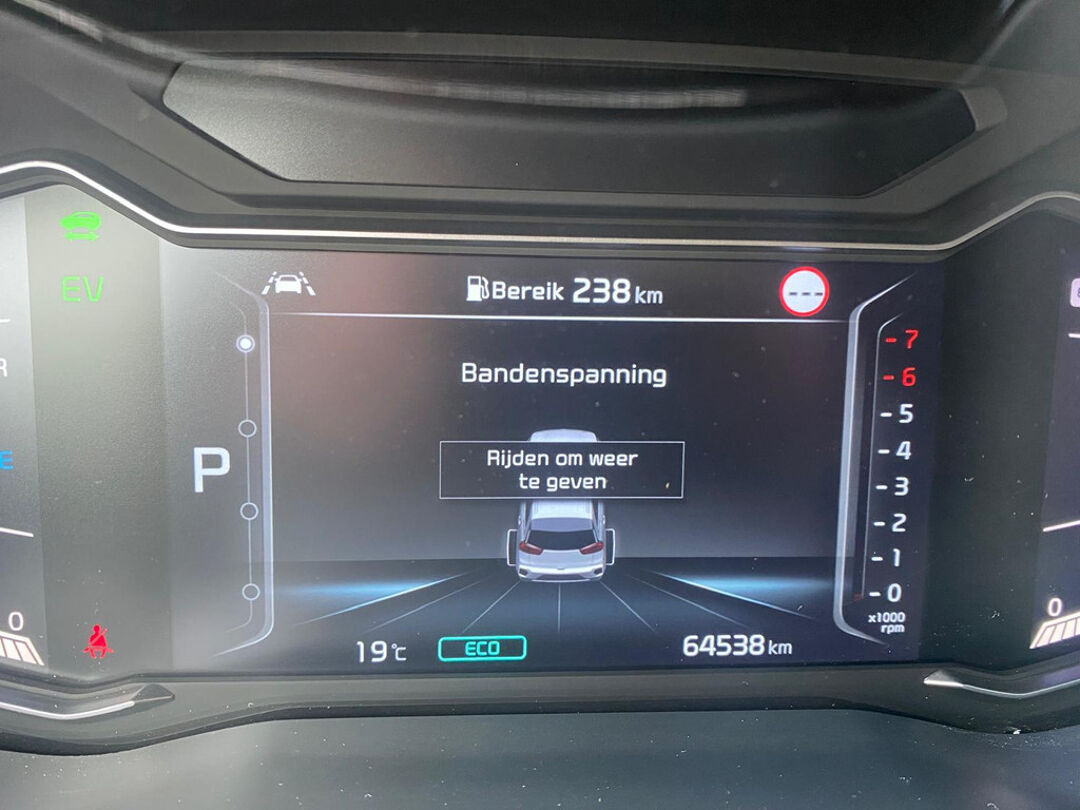 EV
Bereik 238 km
---
Bandenspanning
Rijden om weer
te geven
P
7
6
5
4
3
2
1
0
x1000
rpm
R
E
0
0
19°C
ECO
64538 km